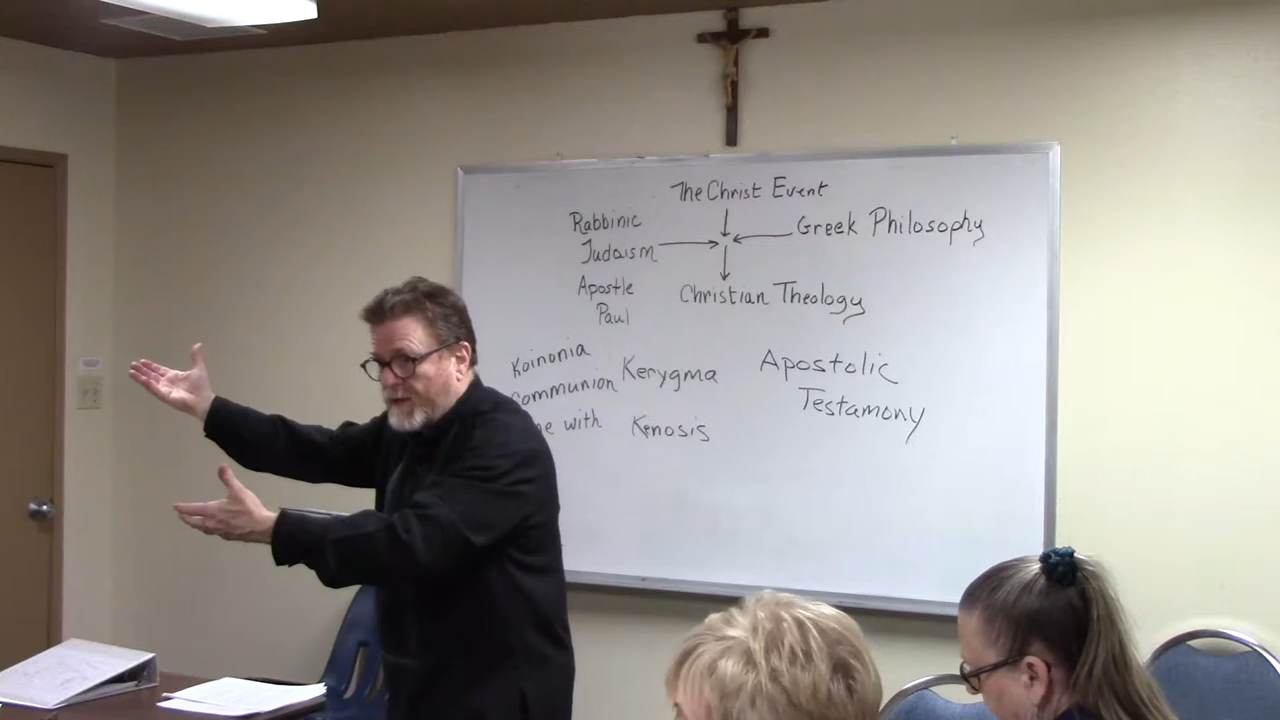 The Christ Event
Rabbinic
Judaism
Greek Philosophy
Apostle
Paul
Christian Theology
Koinonia
Communion
with
Kerygma
Kenosis
Apostolic
Testamony